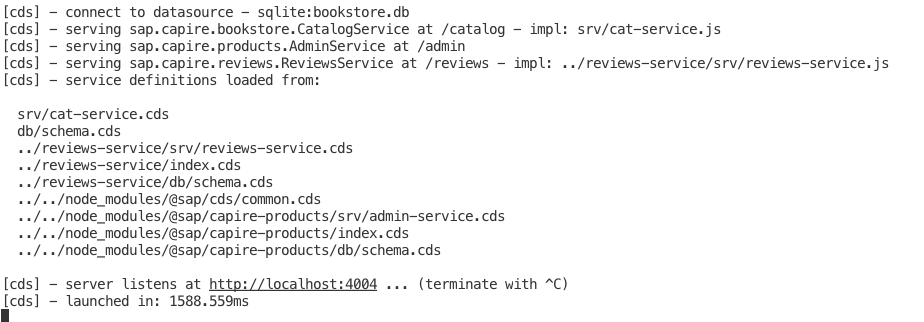 [cds] - connect to datasource - sqlite:bookstore.db
[cds] - serving sap.capire.bookstore.CatalogService at /catalog - impl: srv/cat-service.js
[cds] - serving sap.capire.products.AdminService at /admin
[cds] - serving sap.capire.reviews.ReviewsService at /reviews - impl: ../reviews-service/srv/reviews-service.js
[cds] - service definitions loaded from:

  srv/cat-service.cds
  db/schema.cds
  ../reviews-service/srv/reviews-service.cds
  ../reviews-service/index.cds
  ../reviews-service/db/schema.cds
  ../../node_modules/@sap/cds/common.cds
  ../../node_modules/@sap/capire-products/srv/admin-service.cds
  ../../node_modules/@sap/capire-products/index.cds
  ../../node_modules/@sap/capire-products/db/schema.cds

[cds] - server listens at http://localhost:4004 ... (terminate with ^C)
[cds] - launched in: 1588.559ms